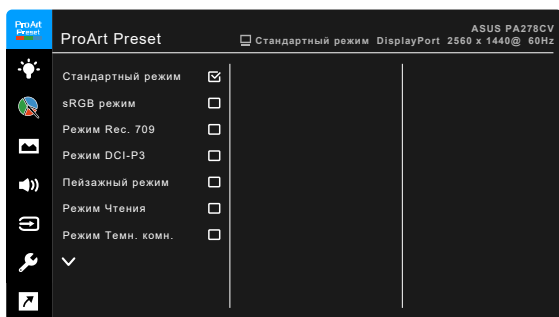 ProArt
Preset
ProArt Preset
ASUS PA278CV
Стандартный режим DisplayPort 2560 x 1440@ 60Hz
Стандартный режим
sRGB режим
Режим Rec. 709
Режим DCI-P3
Пейзажный режим
Режим Чтения
Режим Темн. комн.